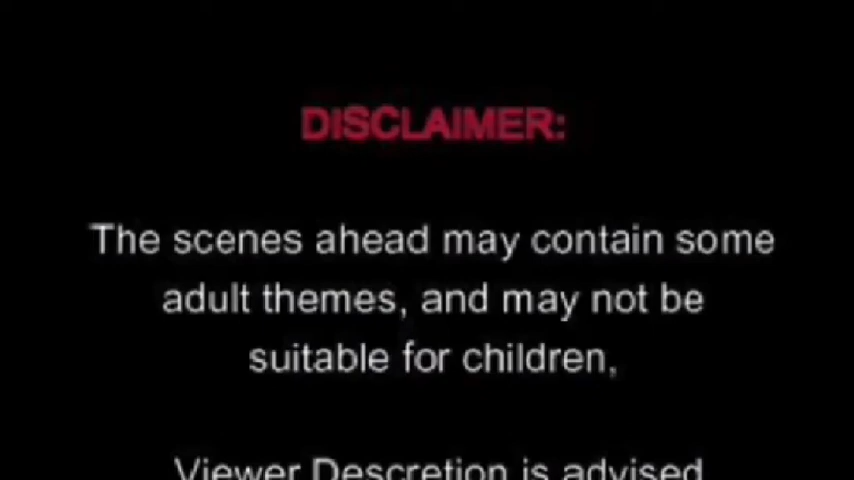 DISCLAIMER:
The scenes ahead may contain some
adult themes, and may not be
suitable for children,
Viewer Descretion is advised